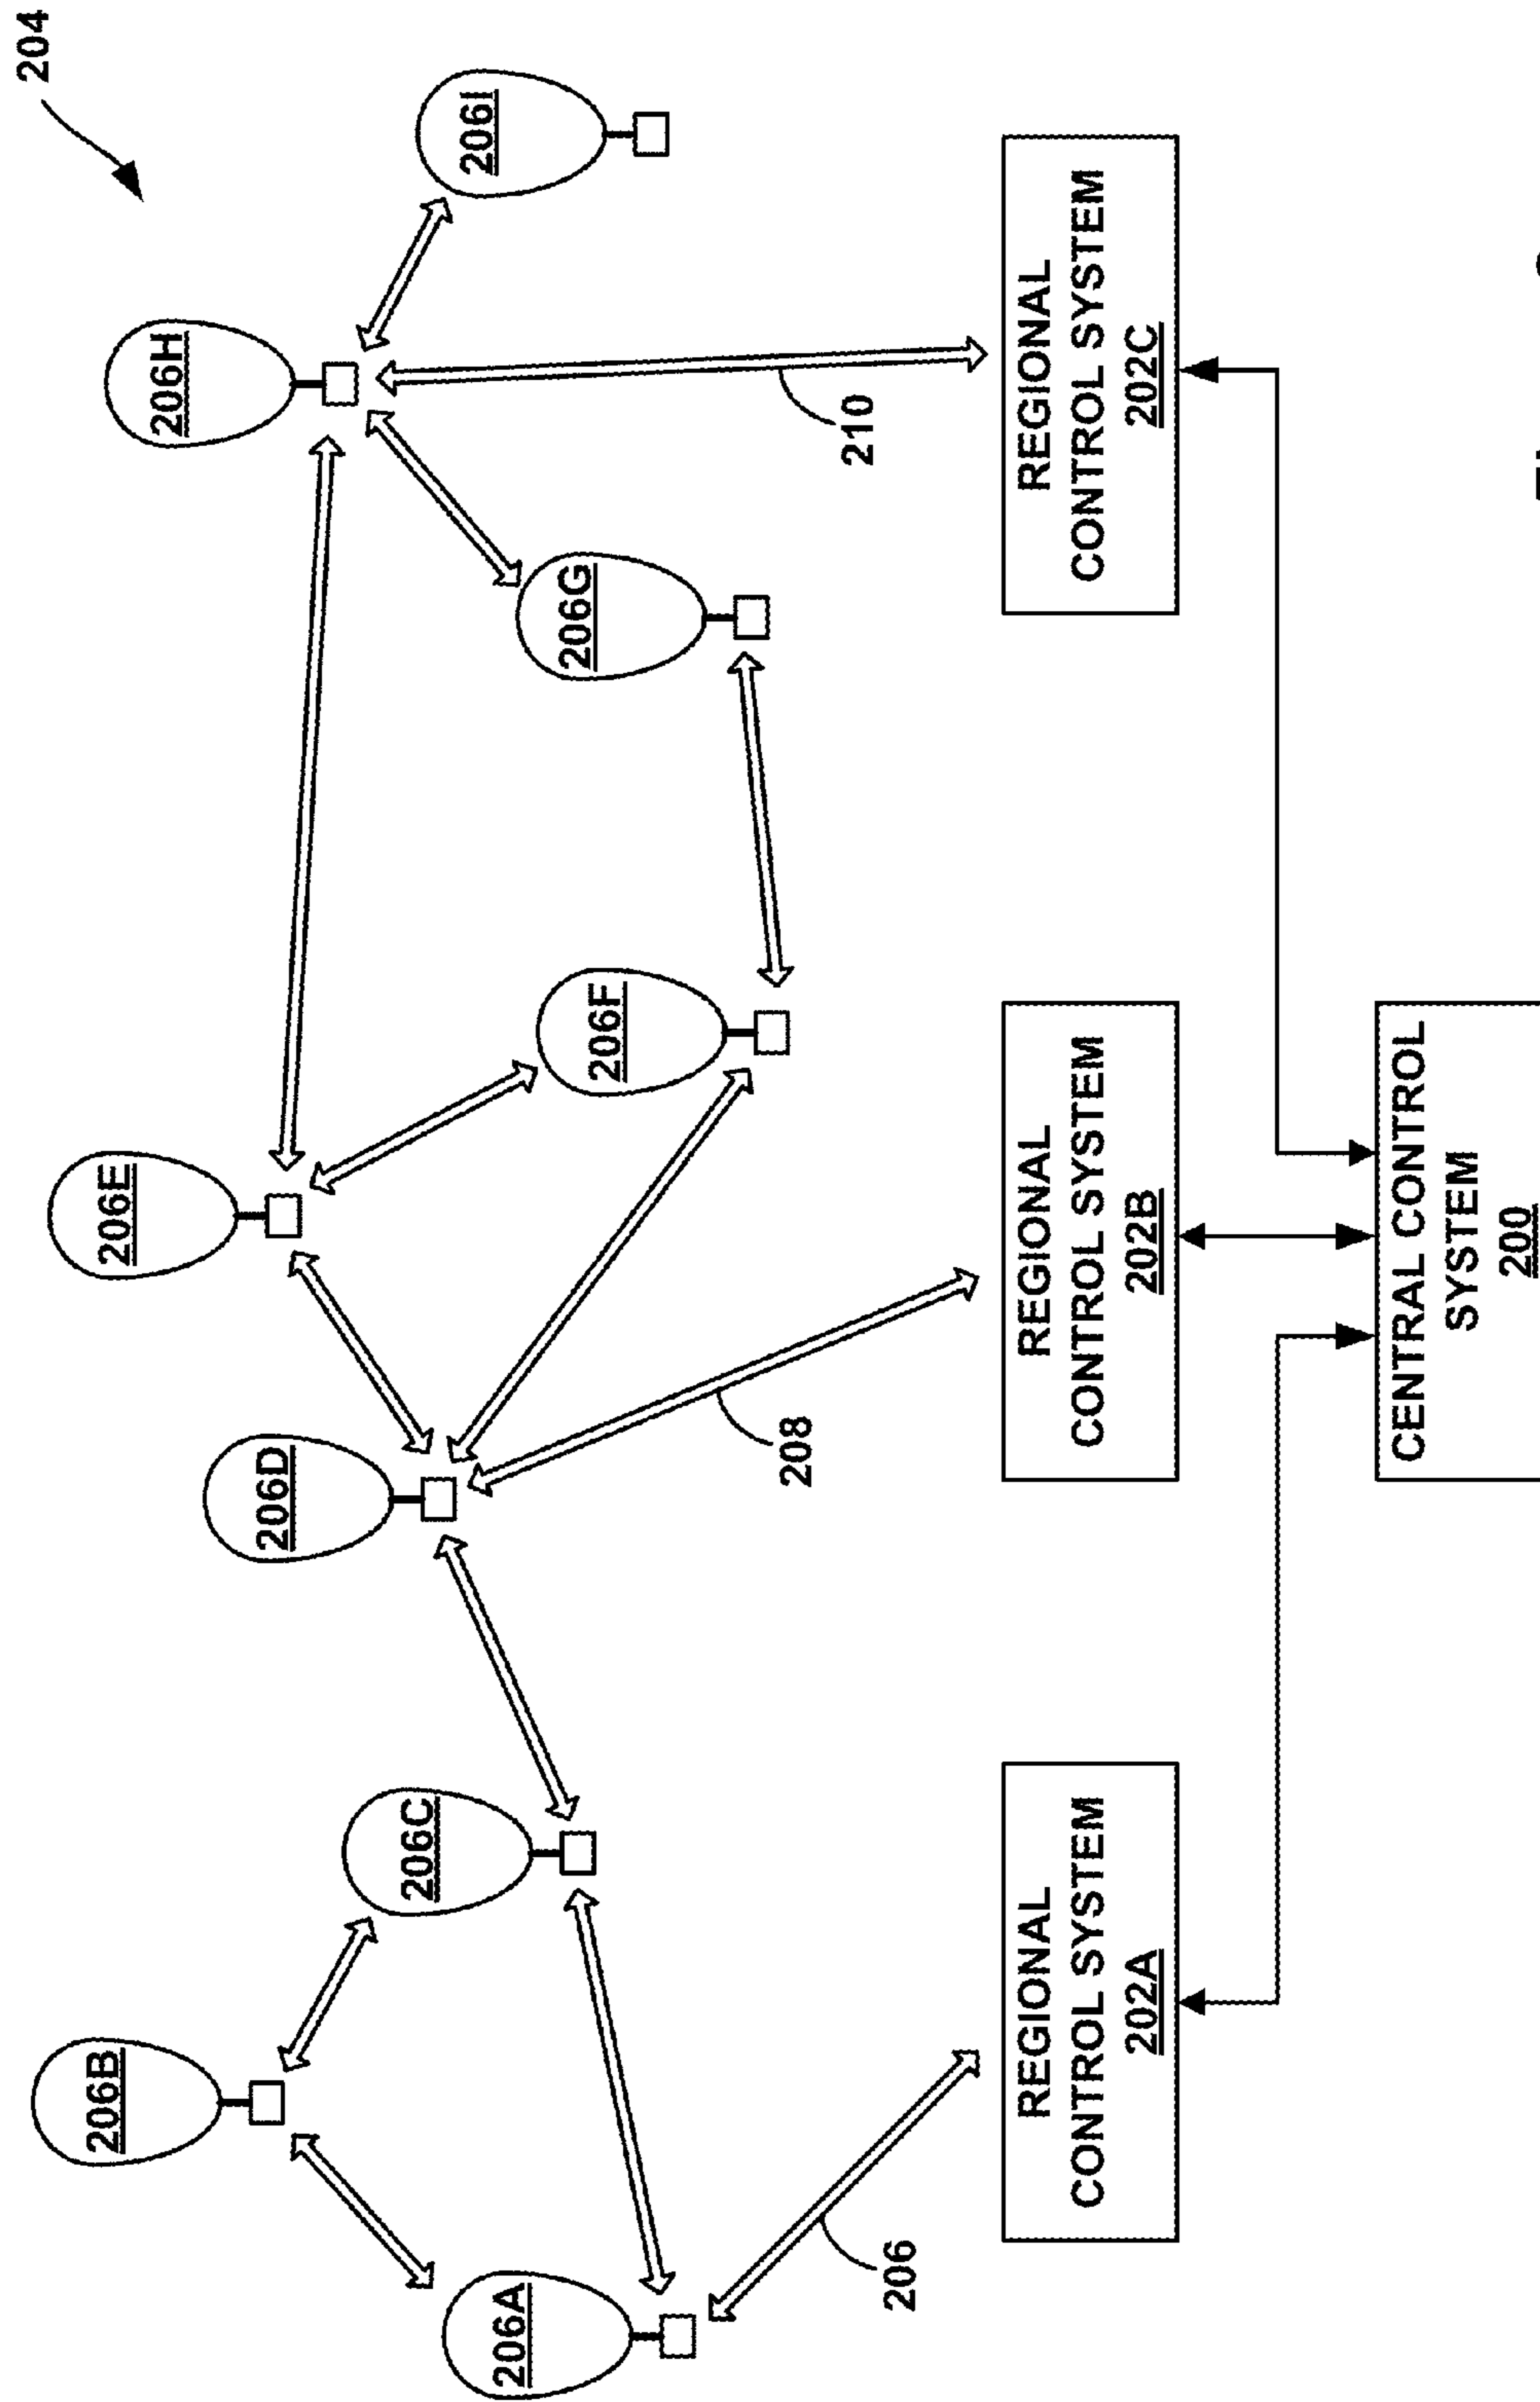 204
206B
206E
206H
206A
206C
206D
206F
206G
206I
206
208
210
REGIONAL
CONTROL SYSTEM
202A
REGIONAL
CONTROL SYSTEM
202B
REGIONAL
CONTROL SYSTEM
202C
CENTRAL CONTROL
SYSTEM
200